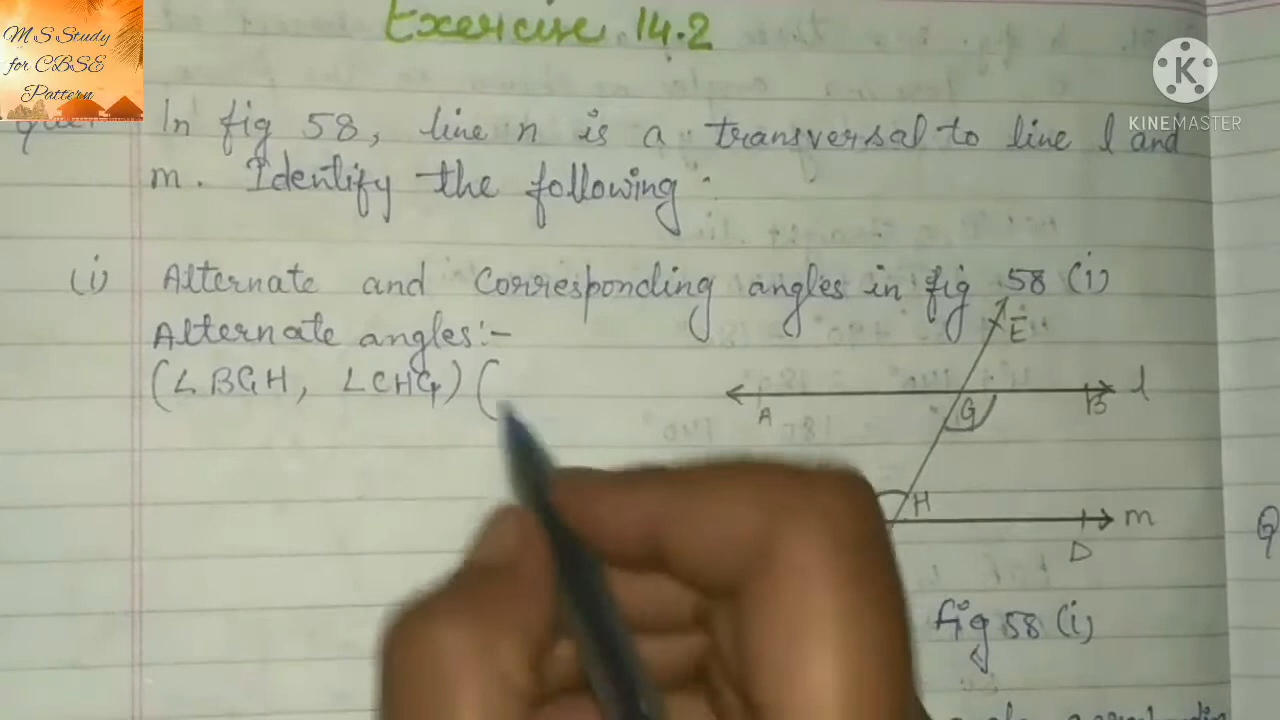 M S Study
for CBSE
Pattern
Exercise 14.2
K
KINEMASTER
In fig 58, line n is a transversal to line l and
m. Identify the following :
(i) Alternate and Corresponding angles in fig 58 (i)
Alternate angles:-
(∠BGH, ∠CHG) (
E
A G B l
H m
D
fig 58 (i)
Q